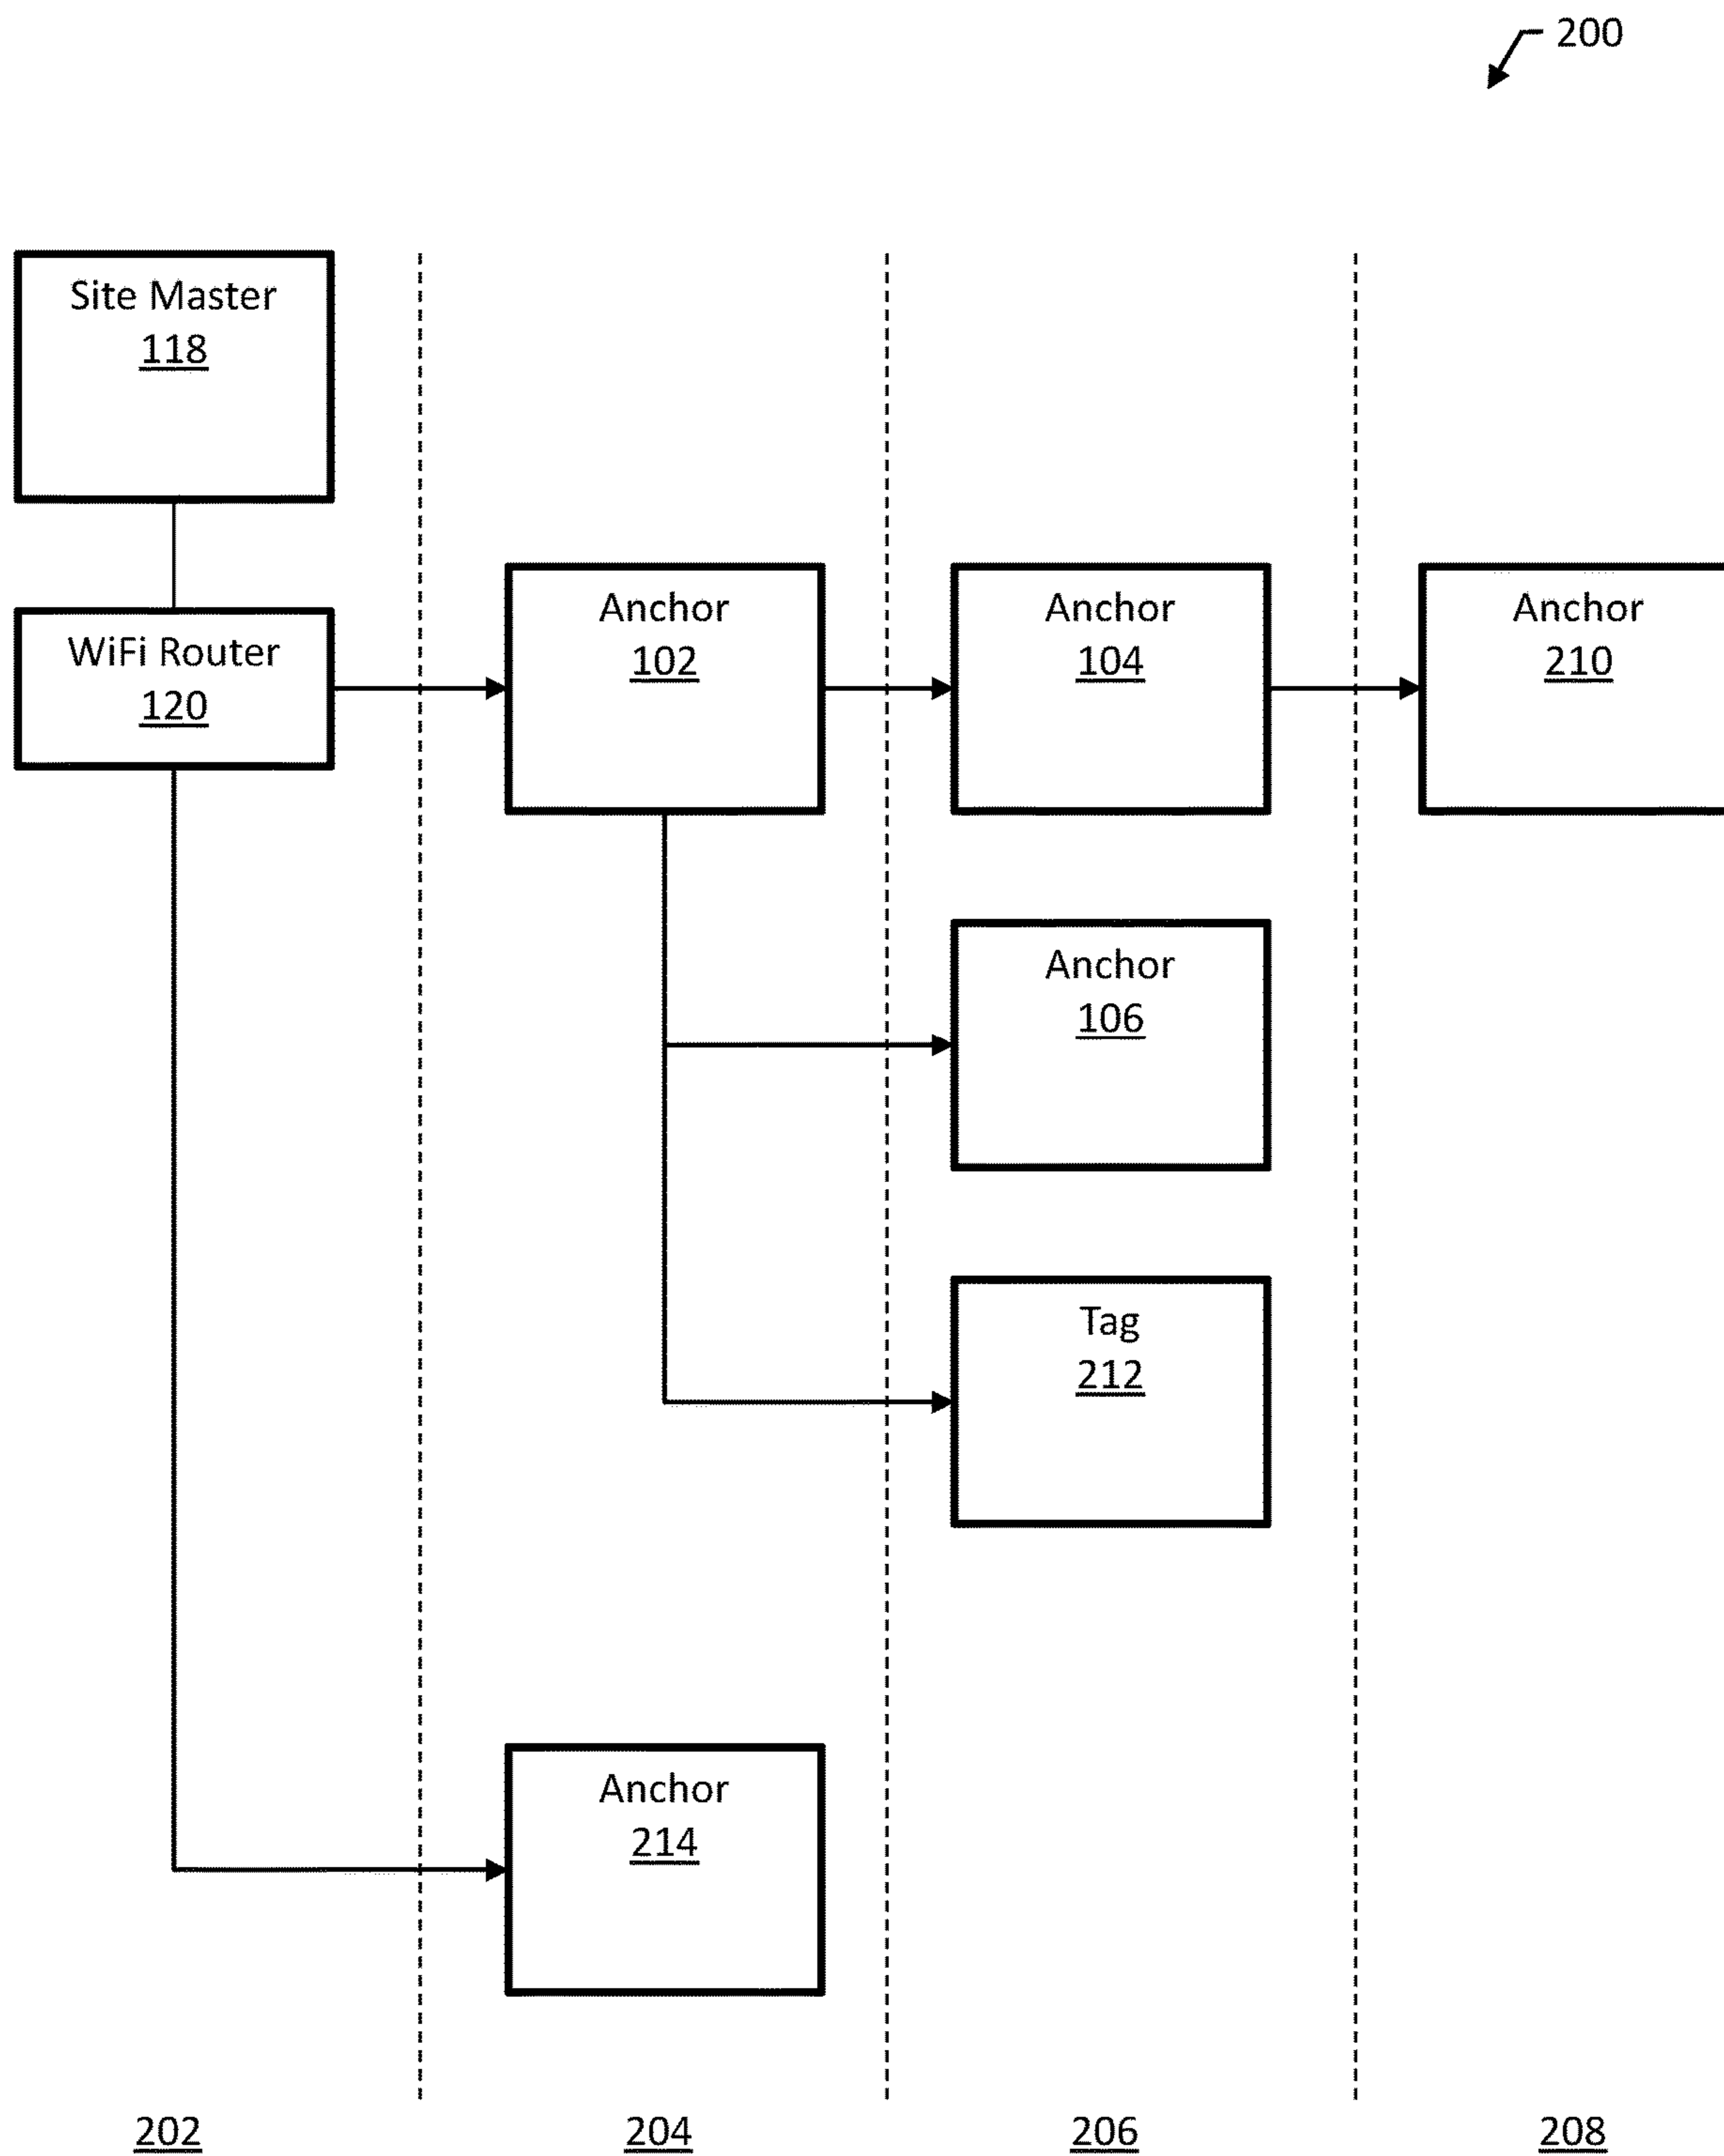 200
Site Master
118
WiFi Router
120
Anchor
102
Anchor
104
Anchor
210
Anchor
106
Tag
212
Anchor
214
202
204
206
208